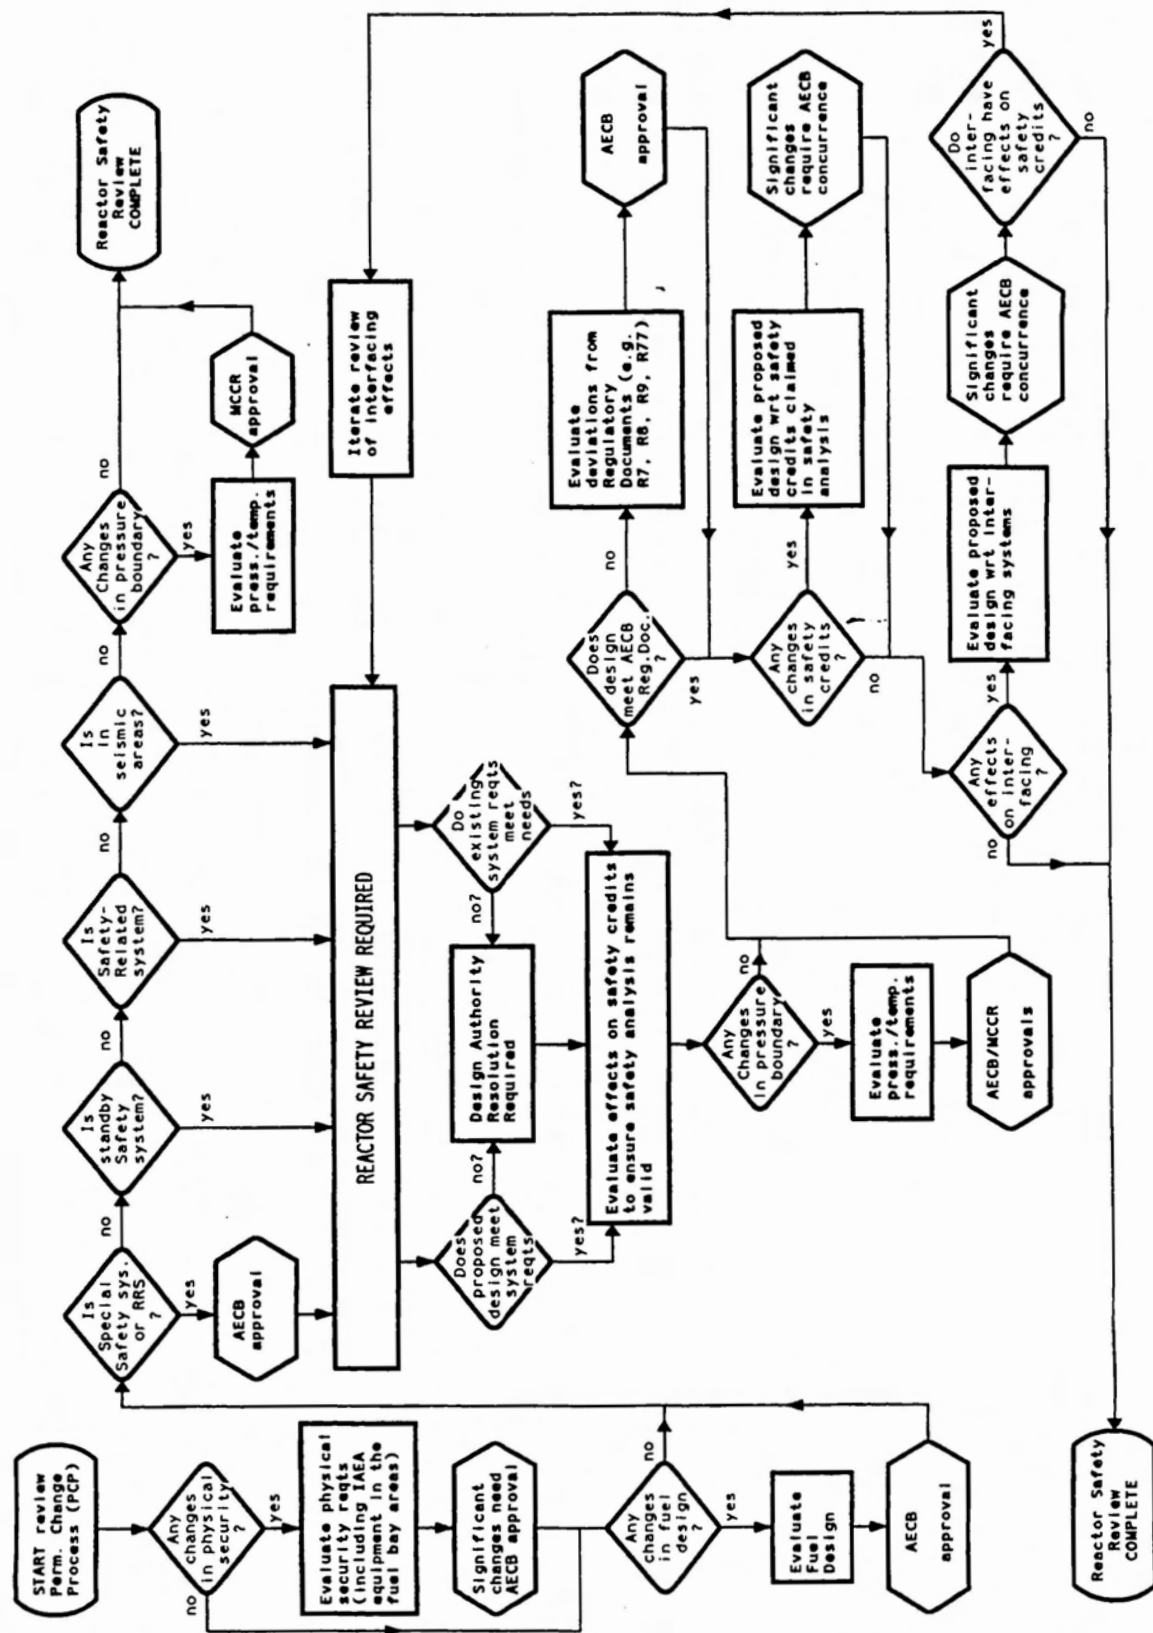 START review
Perm. Change
Process (PCP)
Any
changes
in physical
security
?
no
yes
Evaluate physical
security reqts
(including IAEA
equipment in the
fuel bay areas)
Significant
changes need
AECB approval
Any
changes
in fuel
design
?
no
yes
Evaluate
Fuel
Design
AECB
approval
Is
Special
Safety sys.
or RRS
?
no
yes
AECB
approval
Is
standby
Safety
system?
no
yes
Is
Safety-
Related
system?
no
yes
Is
in
seismic
areas?
no
yes
Any
Changes
in pressure
boundary
?
no
yes
Evaluate
press./temp.
requirements
MCCR
approval
Reactor Safety
Review
COMPLETE
REACTOR SAFETY REVIEW REQUIRED
Iterate review
of interfacing
effects
Does
proposed
design meet
system
reqts
no?
yes?
Design Authority
Resolution
Required
Do
existing
system reqts
meet
needs
no?
yes?
Evaluate effects on safety credits
to ensure safety analysis remains
valid
Any
Changes
in pressure
boundary
?
no
yes
Evaluate
press./temp.
requirements
AECB/MCCR
approvals
Does
design
meet AECB
Reg.Doc.
?
no
yes
Evaluate
deviations from
Regulatory
Documents (e.g.
R7, R8, R9, R77)
AECB
approval
Any
changes
in safety
credits
?
yes
no
Evaluate proposed
design wrt safety
credits claimed
in safety
analysis
Significant
changes
require AECB
concurrence
Any
effects
on inter-
facing
?
no
yes
Evaluate proposed
design wrt inter-
facing systems
Significant
changes
require AECB
concurrence
Do
inter-
facing have
effects on
safety
credits
?
yes
no
Reactor Safety
Review
COMPLETE